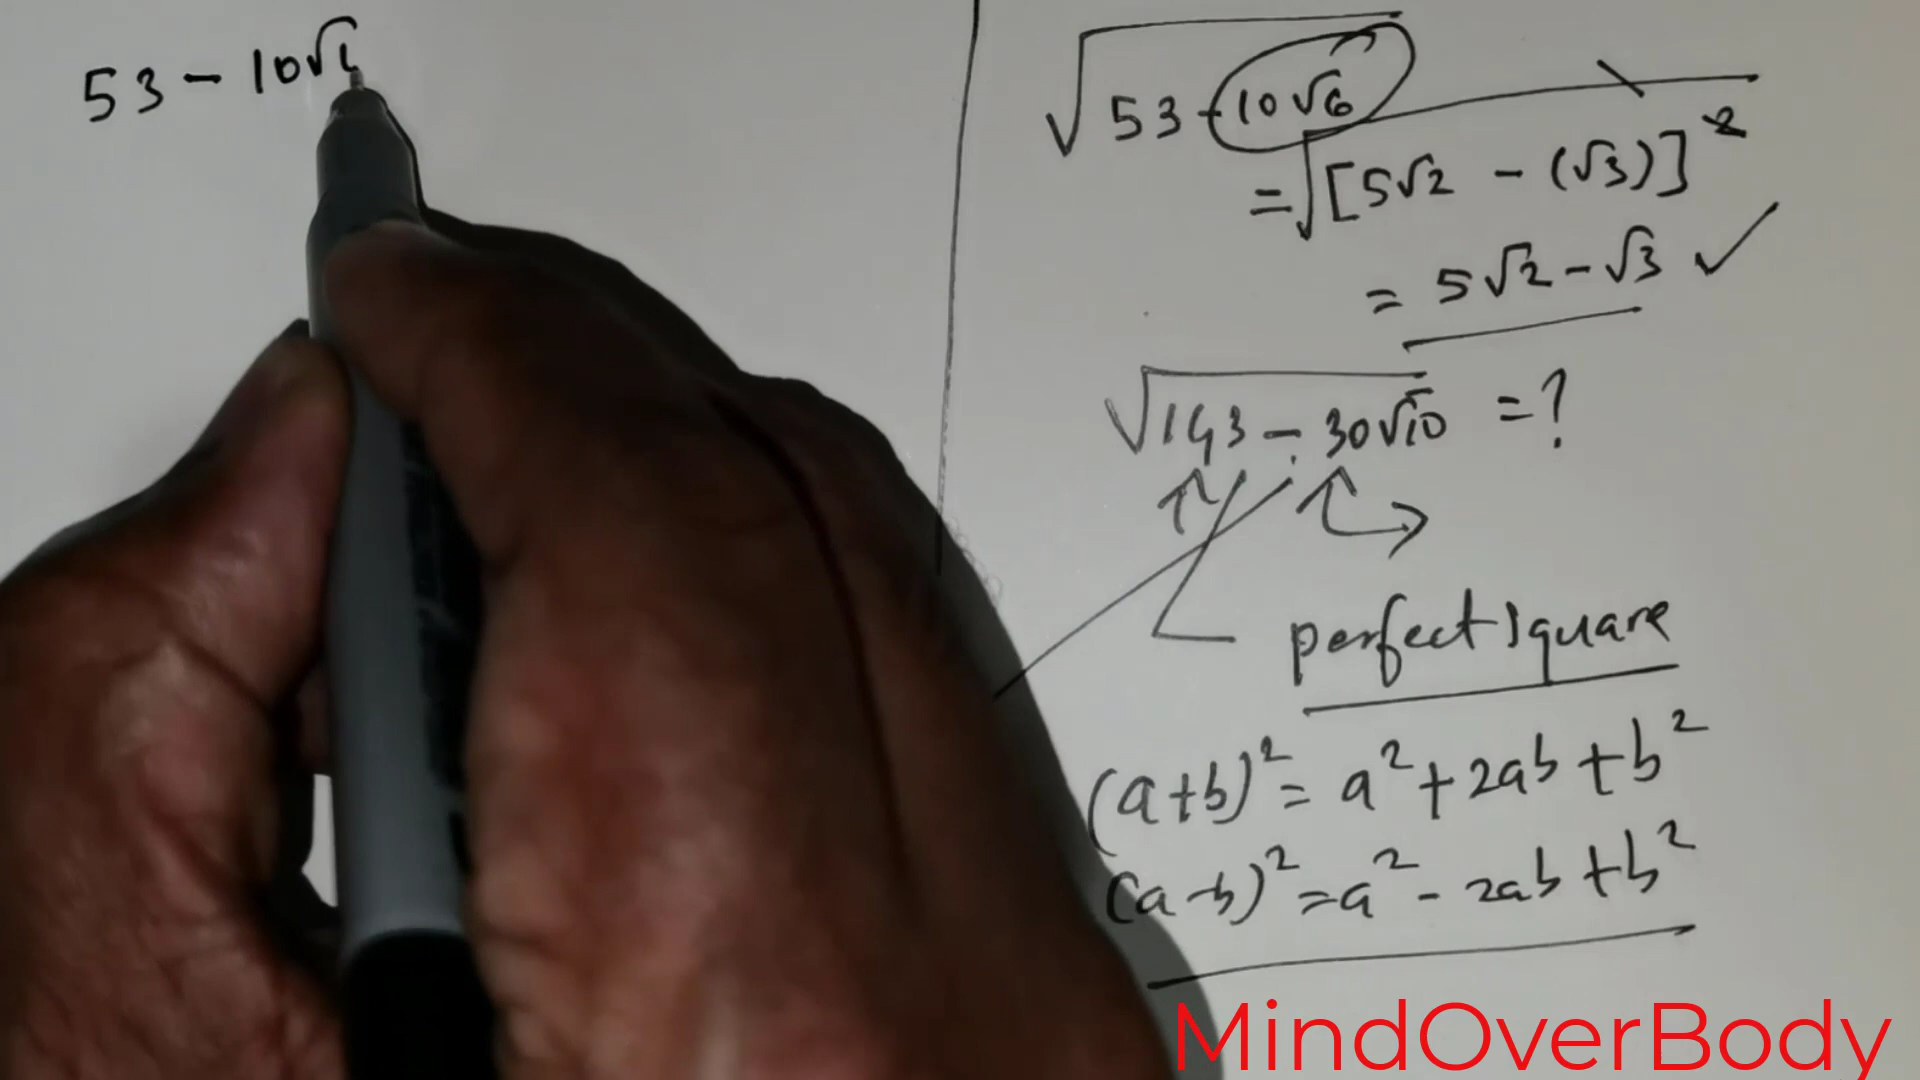 53 - 10√
√53 - 10√6
= √[5√2 - (√3)]²
= 5√2 - √3 ✓
√143 - 30√10 = ?
perfect square
(a+b)² = a² + 2ab + b²
(a-b)² = a² - 2ab + b²
MindOverBody